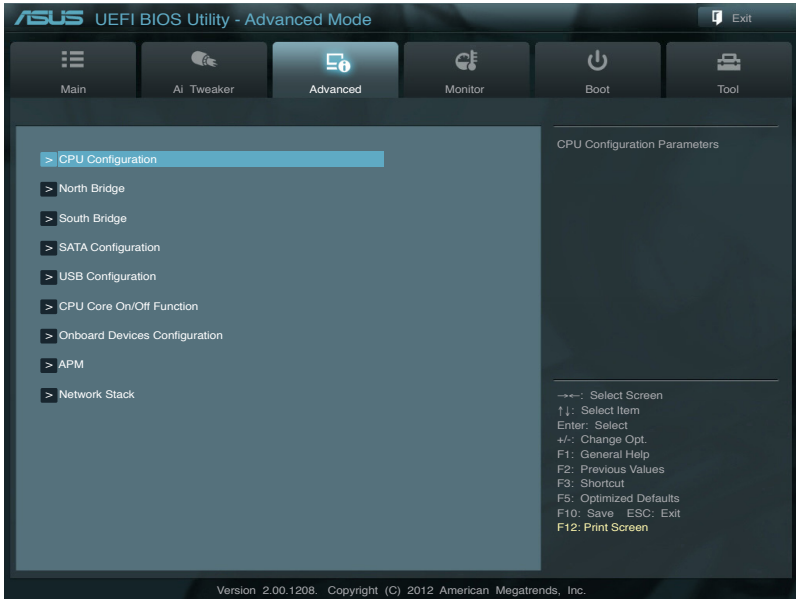 ASUS UEFI BIOS Utility - Advanced Mode
Exit
Main
Ai Tweaker
Advanced
Monitor
Boot
Tool
> CPU Configuration
> North Bridge
> South Bridge
> SATA Configuration
> USB Configuration
> CPU Core On/Off Function
> Onboard Devices Configuration
> APM
> Network Stack
CPU Configuration Parameters
→←: Select Screen
↑↓: Select Item
Enter: Select
+/-: Change Opt.
F1: General Help
F2: Previous Values
F3: Shortcut
F5: Optimized Defaults
F10: Save ESC: Exit
F12: Print Screen
Version 2.00.1208. Copyright (C) 2012 American Megatrends, Inc.